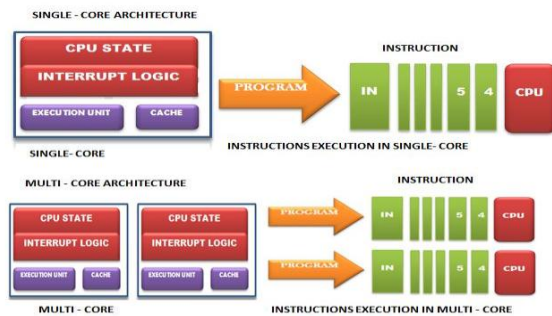 SINGLE - CORE ARCHITECTURE
CPU STATE
INTERRUPT LOGIC
EXECUTION UNIT CACHE
SINGLE- CORE
PROGRAM
INSTRUCTION
IN 5 4 CPU
INSTRUCTIONS EXECUTION IN SINGLE-CORE
MULTI - CORE ARCHITECTURE
CPU STATE CPU STATE
INTERRUPT LOGIC INTERRUPT LOGIC
EXECUTION UNIT CACHE EXECUTION UNIT CACHE
MULTI - CORE
INSTRUCTION
PROGRAM IN 5 4 CPU
PROGRAM IN 5 4 CPU
INSTRUCTIONS EXECUTION IN MULTI - CORE